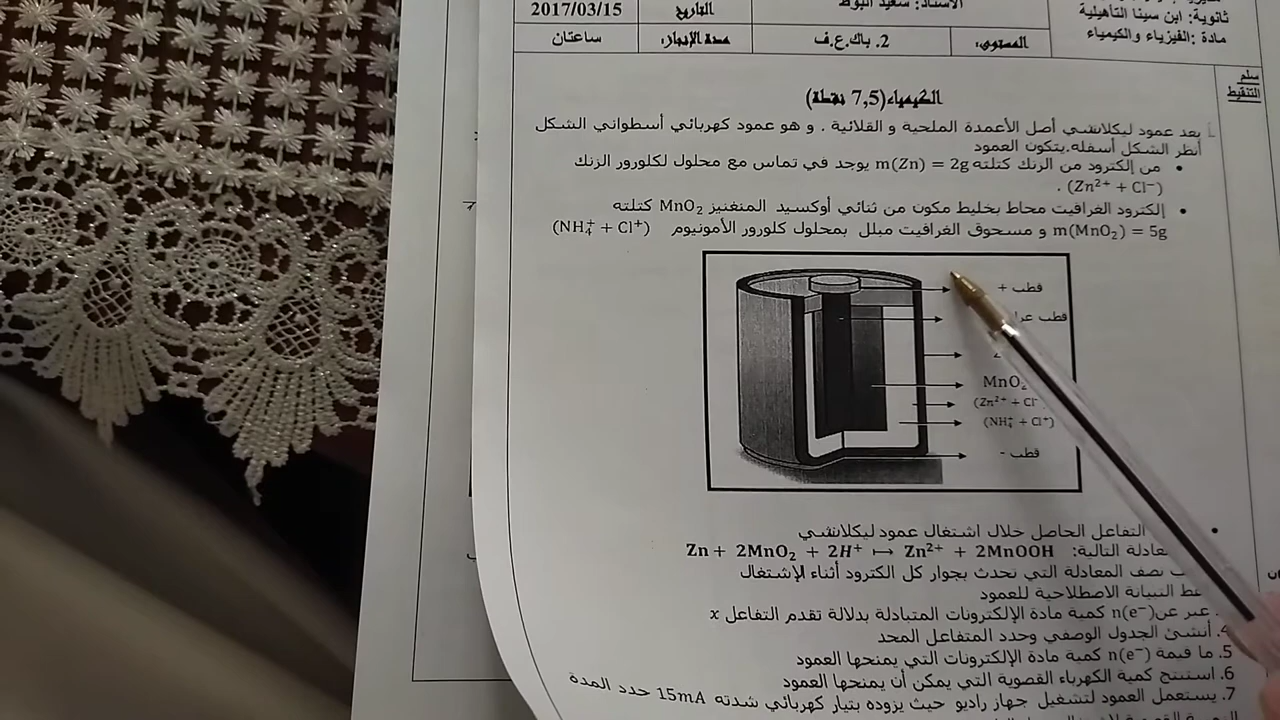 2017/03/15
التاريخ
الأستاذ: سعيد
ثانوية: ابن سينا التأهيلية
مادة :الفيزياء والكيمياء
ساعتان
مدة الإنجاز:
2. باك.ع.ف
المستوى:
سلم
التنقيط
الكيمياء(7,5 نقطة)
يعد عمود ليكلانشي أصل الأعمدة الملحية و القلائية . و هو عمود كهربائي أسطواني الشكل
أنظر الشكل أسفله.يتكون العمود
• من إلكترود من الزنك كتلته m(Zn) = 2g يوجد في تماس مع محلول لكلورور الزنك
(Zn²⁺ + Cl⁻) .
• إلكترود الغرافيت محاط بخليط مكون من ثنائي أوكسيد المنغنيز MnO₂ كتلته
m(MnO₂) = 5g و مسحوق الغرافيت مبلل بمحلول كلورور الأمونيوم (NH₄⁺ + Cl⁺)
قطب +
قطب
MnO₂
(Zn²⁺ + Cl
(NH₄⁺ + Cl⁺)
قطب -
• التفاعل الحاصل خلال اشتغال عمود ليكلانشي
التالية: Zn + 2MnO₂ + 2H⁺ ↦ Zn²⁺ + 2MnOOH
نصف المعادلة التي تحدث بجوار كل الكترود أثناء الإشتغال
التبيانة الاصطلاحية للعمود
عبر عن n(e⁻) كمية مادة الإلكترونات المتبادلة بدلالة تقدم التفاعل x
4. أنشئ الجدول الوصفي وحدد المتفاعل المحد
5. ما قيمة n(e⁻) كمية مادة الإلكترونات التي يمنحها العمود
6. استنتج كمية الكهرباء القصوية التي يمكن أن يمنحها العمود
7. يستعمل العمود لتشغيل جهاز راديو حيث يزوده بتيار كهربائي شدته 15mA حدد المدة